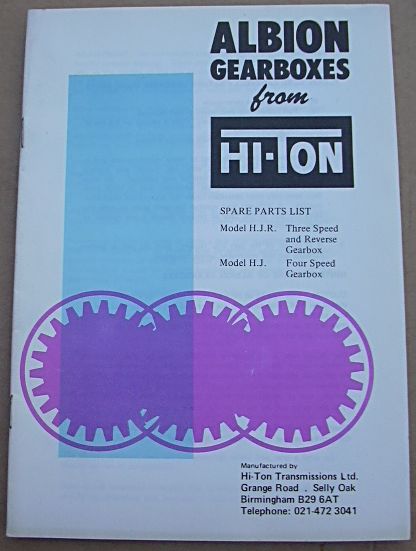 ALBION
GEARBOXES
from
HI-TON
SPARE PARTS LIST
Model H.J.R. Three Speed
and Reverse
Gearbox
Model H.J. Four Speed
Gearbox
Manufactured by
Hi-Ton Transmissions Ltd.
Grange Road . Selly Oak
Birmingham B29 6AT
Telephone: 021-472 3041